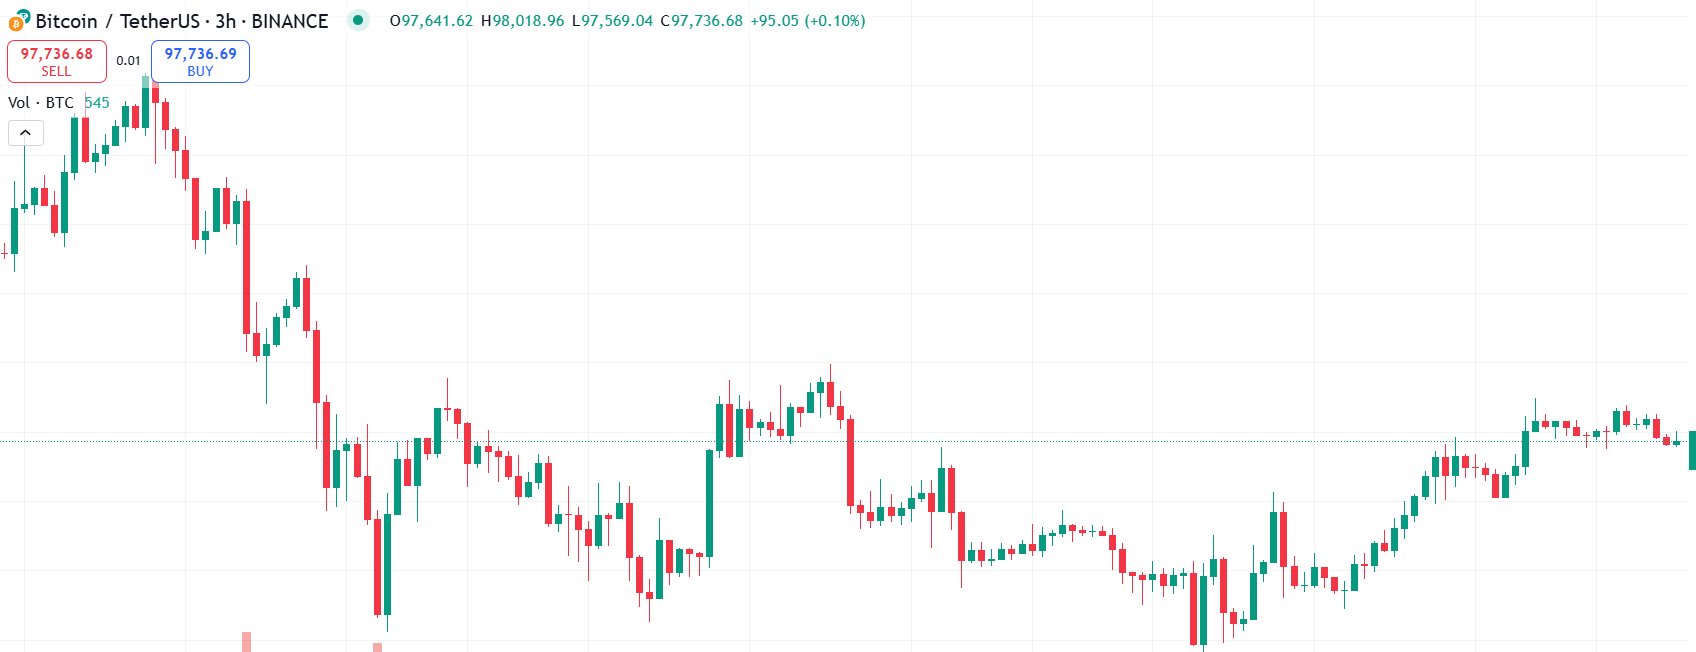 Bitcoin / TetherUS · 3h · BINANCE O97,641.62 H98,018.96 L97,569.04 C97,736.68 +95.05 (+0.10%)
97,736.68 0.01 97,736.69
SELL BUY
Vol · BTC 545